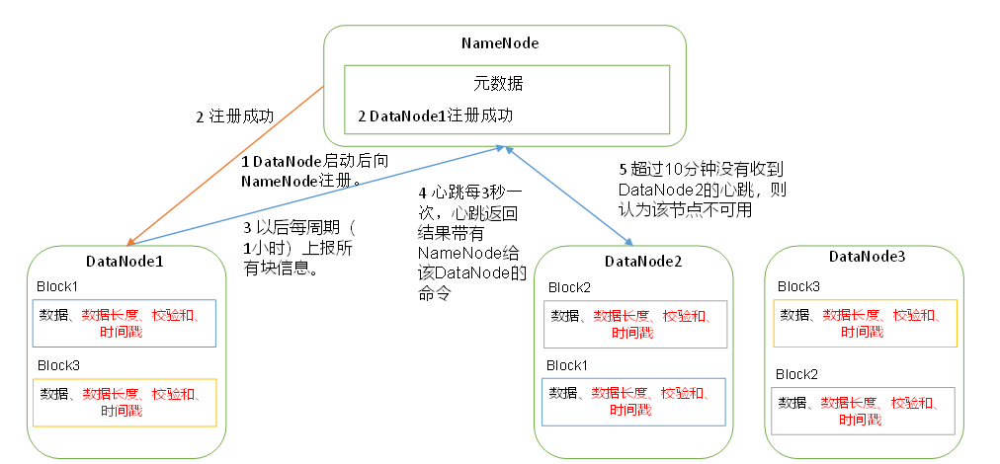 NameNode
元数据
2 DataNode1注册成功
2 注册成功
1 DataNode启动后向
NameNode注册。
3 以后每周期（
1小时）上报所
有块信息。
4 心跳每3秒一
次，心跳返回
结果带有
NameNode给
该DataNode的
命令
5 超过10分钟没有收到
DataNode2的心跳，则
认为该节点不可用
DataNode1
Block1
数据、数据长度、校验和、
时间戳
Block3
数据、数据长度、校验和、
时间戳
DataNode2
Block2
数据、数据长度、校验和、
时间戳
Block1
数据、数据长度、校验和、
时间戳
DataNode3
Block3
数据、数据长度、校验和、
时间戳
Block2
数据、数据长度、校验和、
时间戳